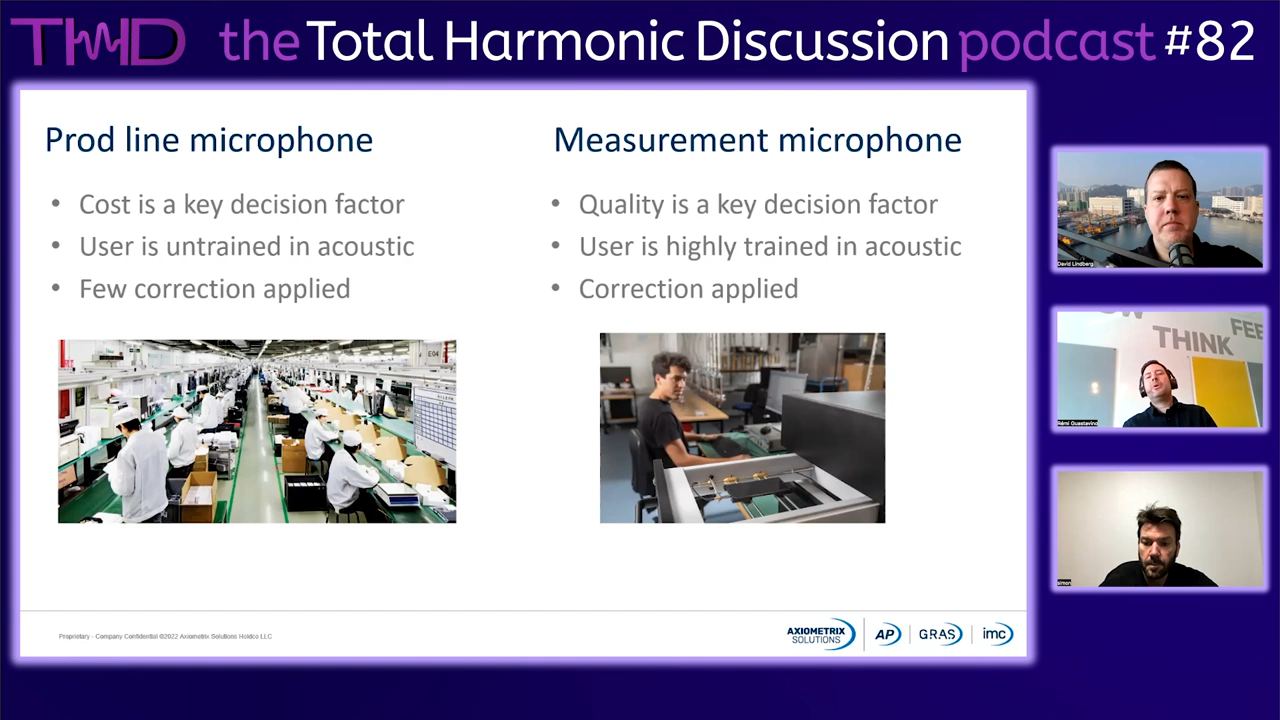 THD the Total Harmonic Discussion podcast #82
Prod line microphone
• Cost is a key decision factor
• User is untrained in acoustic
• Few correction applied
Measurement microphone
• Quality is a key decision factor
• User is highly trained in acoustic
• Correction applied
E04
Proprietary - Company Confidential ©2022 Axiometrix Solutions Holdco LLC
AXIOMETRIX
SOLUTIONS
AP
GRAS
imc
David Lindberg
THINK
FEE
Rémi Guastavino
simon